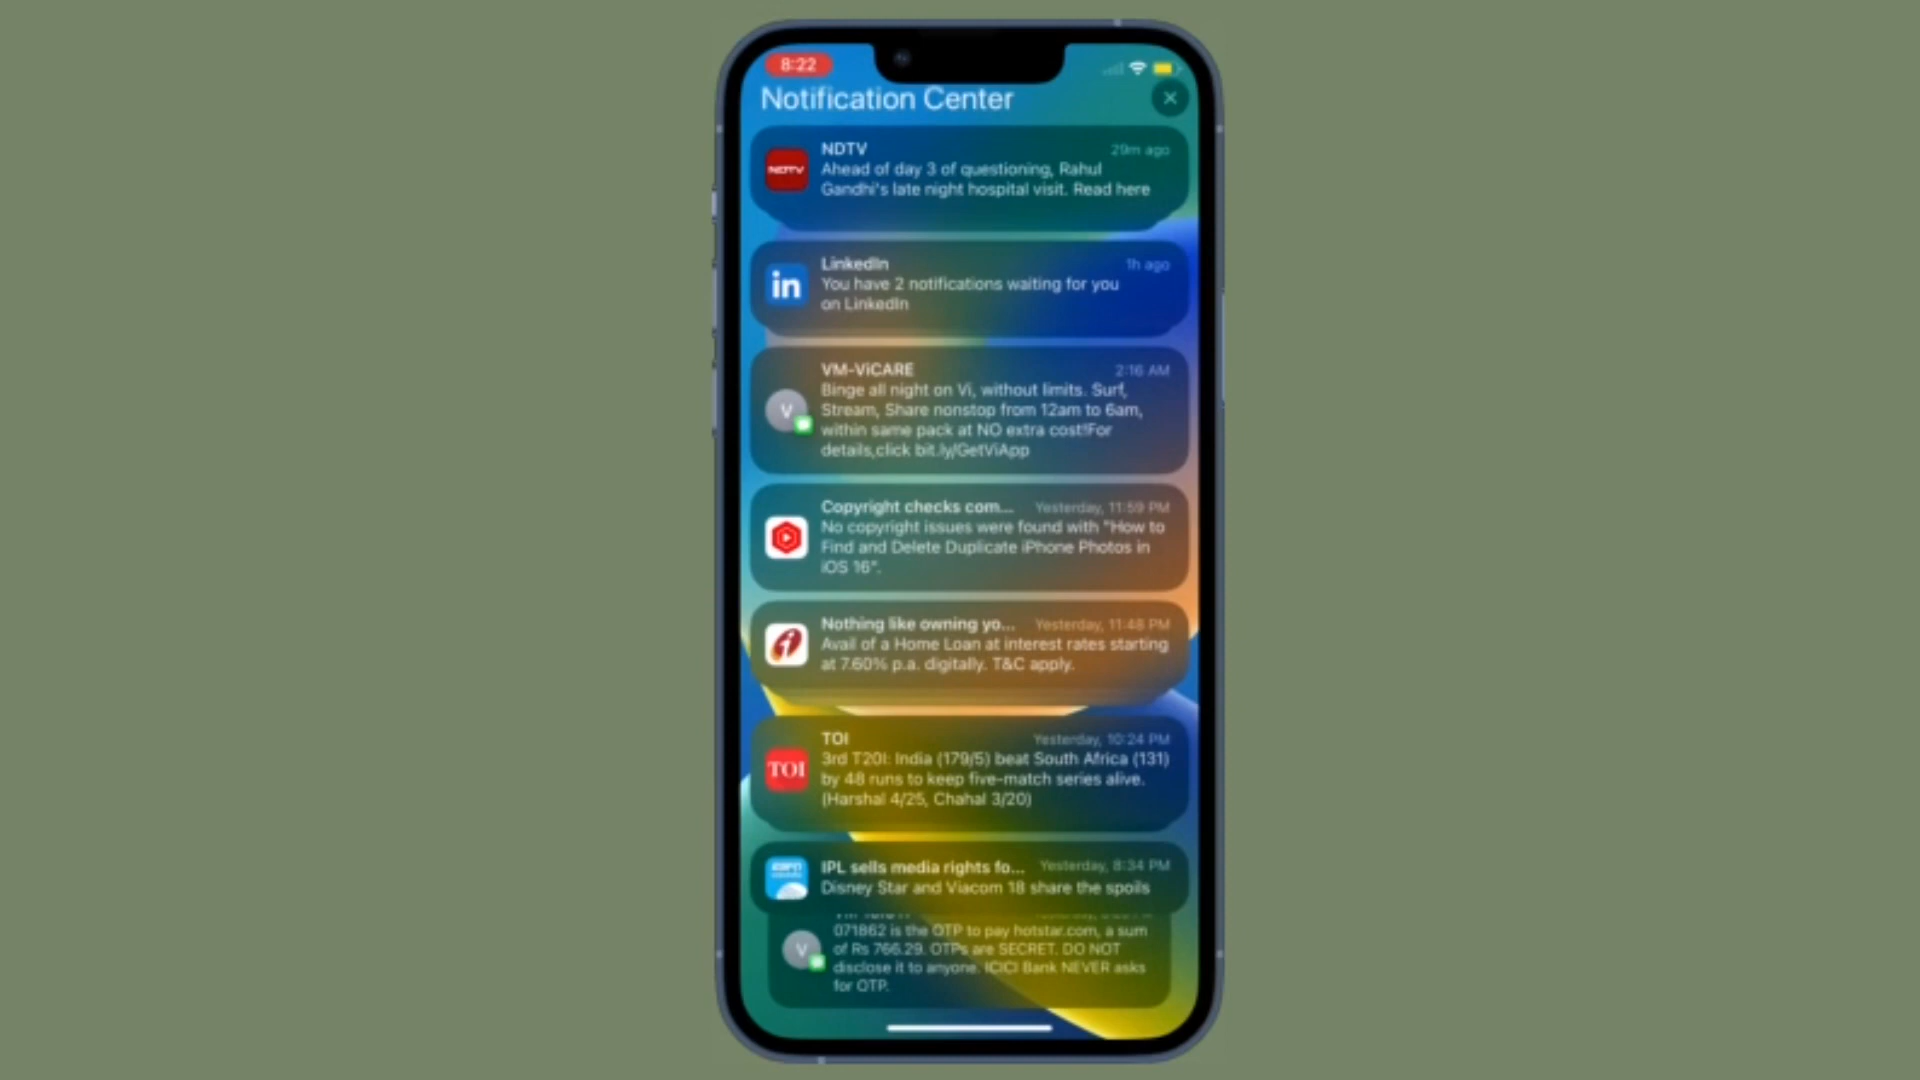 8:22
Notification Center
NDTV
29m ago
NDTV
Ahead of day 3 of questioning, Rahul
Gandhi's late night hospital visit. Read here
LinkedIn
1h ago
in
You have 2 notifications waiting for you
on LinkedIn
VM-ViCARE
2:16 AM
V
Binge all night on Vi, without limits. Surf,
Stream, Share nonstop from 12am to 6am,
within same pack at NO extra cost!For
details,click bit.ly/GetViApp
Copyright checks com...
Yesterday, 11:59 PM
No copyright issues were found with "How to
Find and Delete Duplicate iPhone Photos in
iOS 16".
Nothing like owning yo...
Yesterday, 11:48 PM
Avail of a Home Loan at interest rates starting
at 7.60% p.a. digitally. T&C apply.
TOI
Yesterday, 10:24 PM
TOI
3rd T20I: India (179/5) beat South Africa (131)
by 48 runs to keep five-match series alive.
(Harshal 4/25, Chahal 3/20)
IPL sells media rights fo...
Yesterday, 8:34 PM
Disney Star and Viacom 18 share the spoils
V
071862 is the OTP to pay hotstar.com, a sum
of Rs 766.29. OTPs are SECRET. DO NOT
disclose it to anyone. ICICI Bank NEVER asks
for OTP.